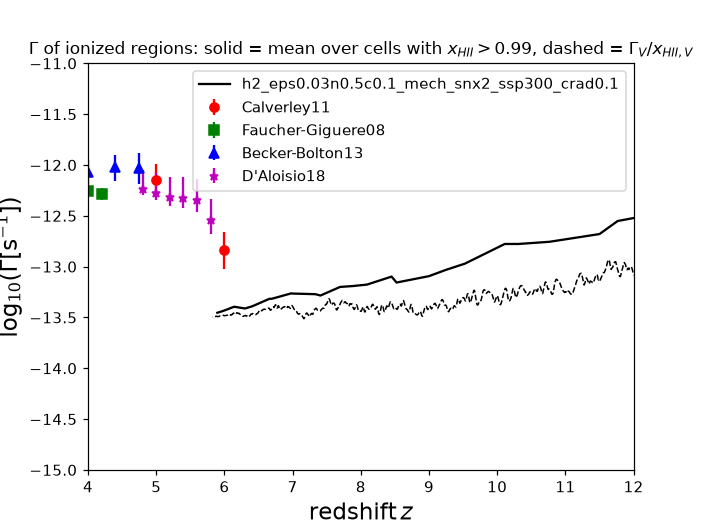 Γ of ionized regions: solid = mean over cells with x_HII > 0.99, dashed = Γ_V/x_HII,V
−11.0
−11.5
−12.0
−12.5
−13.0
−13.5
−14.0
−14.5
−15.0
log₁₀(Γ[s⁻¹])
h2_eps0.03n0.5c0.1_mech_snx2_ssp300_crad0.1
Calverley11
Faucher-Giguere08
Becker-Bolton13
D'Aloisio18
4 5 6 7 8 9 10 11 12
redshift z